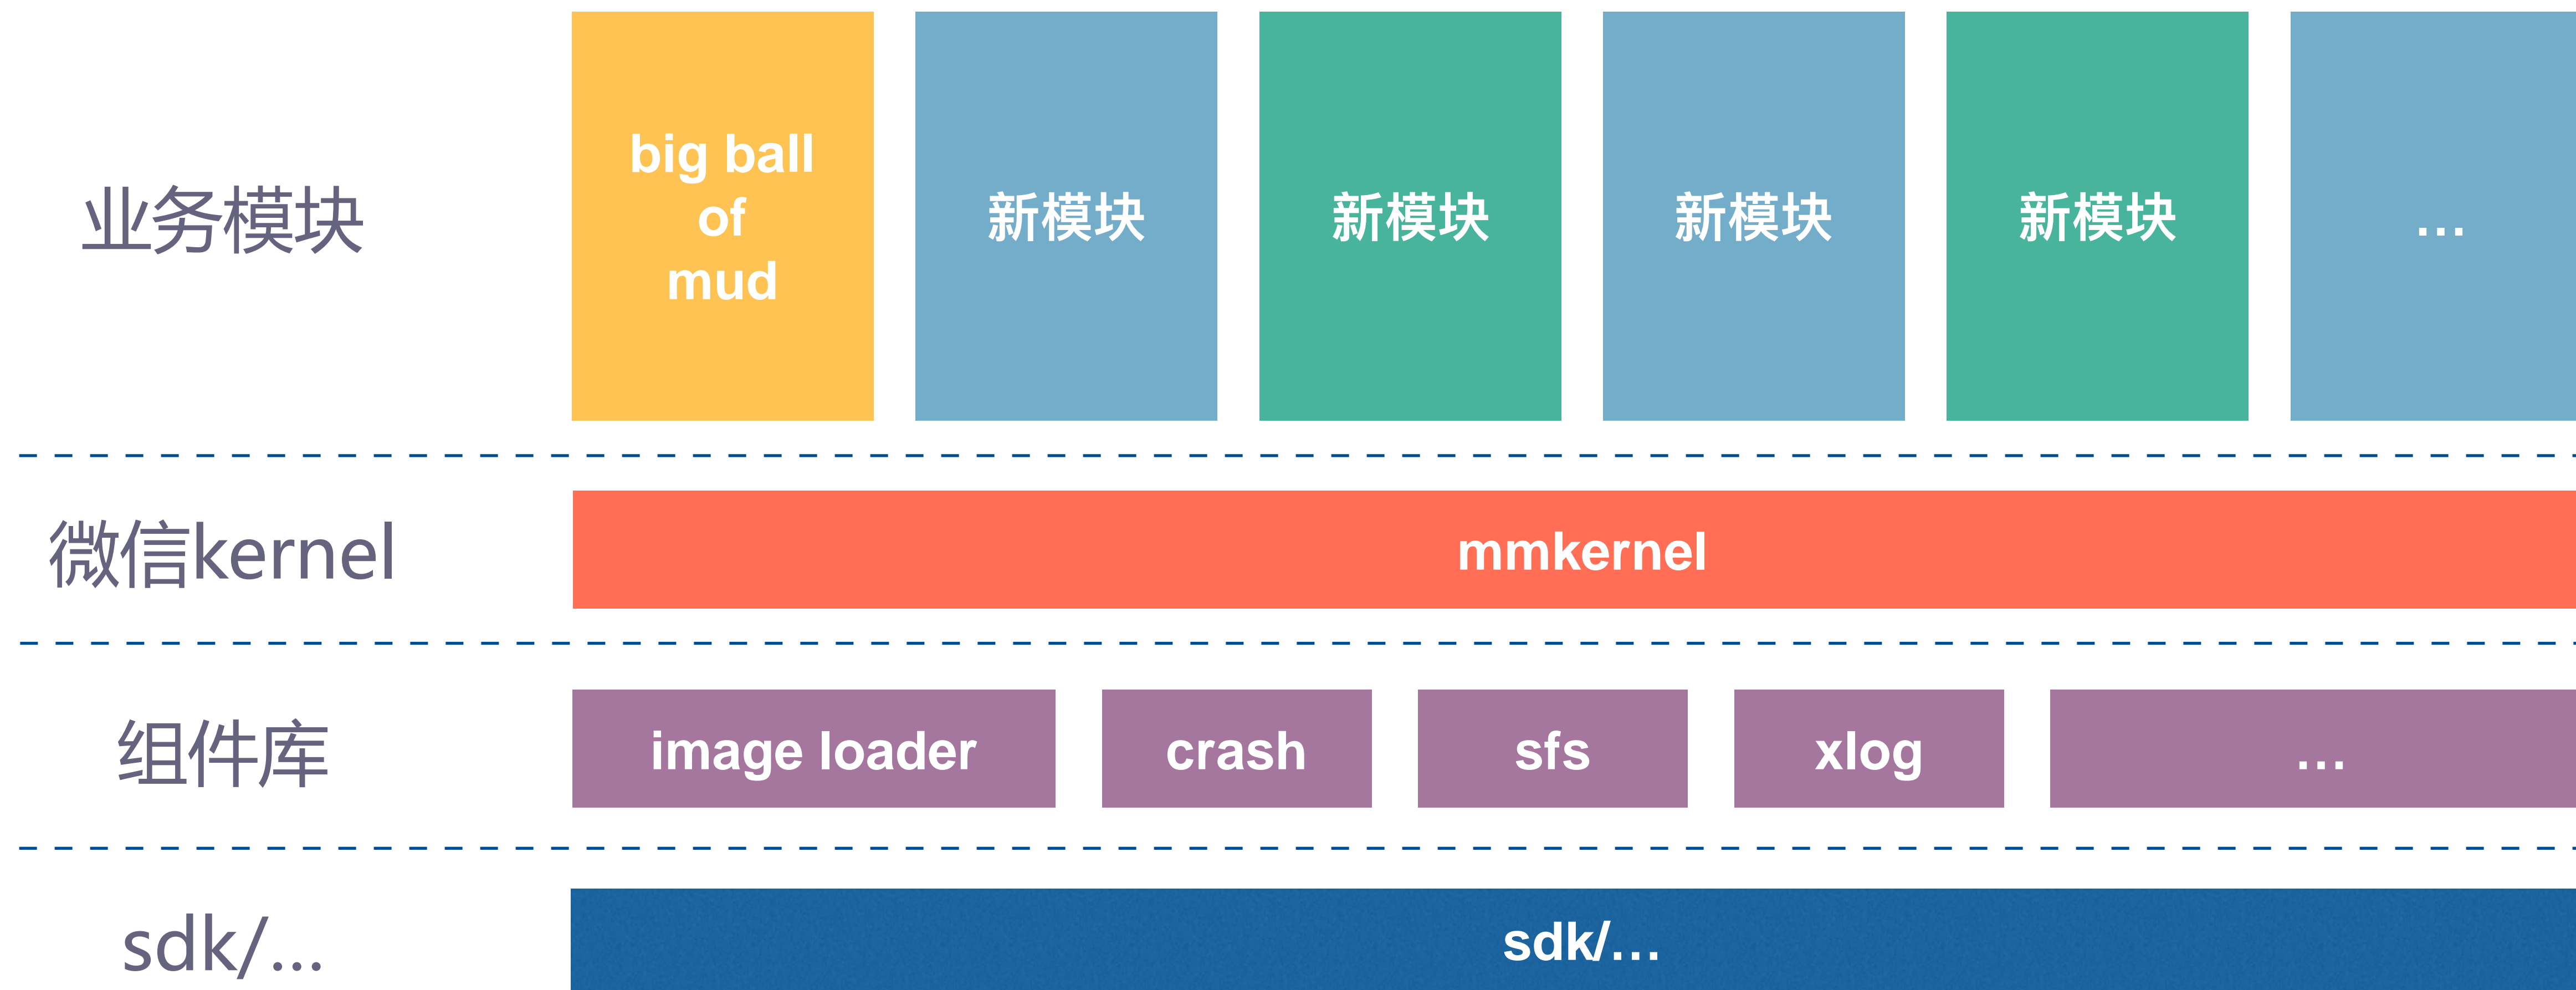 业务模块
big ball
of
mud
新模块
新模块
新模块
新模块
...
微信kernel
mmkernel
组件库
image loader
crash
sfs
xlog
...
sdk/...
sdk/...